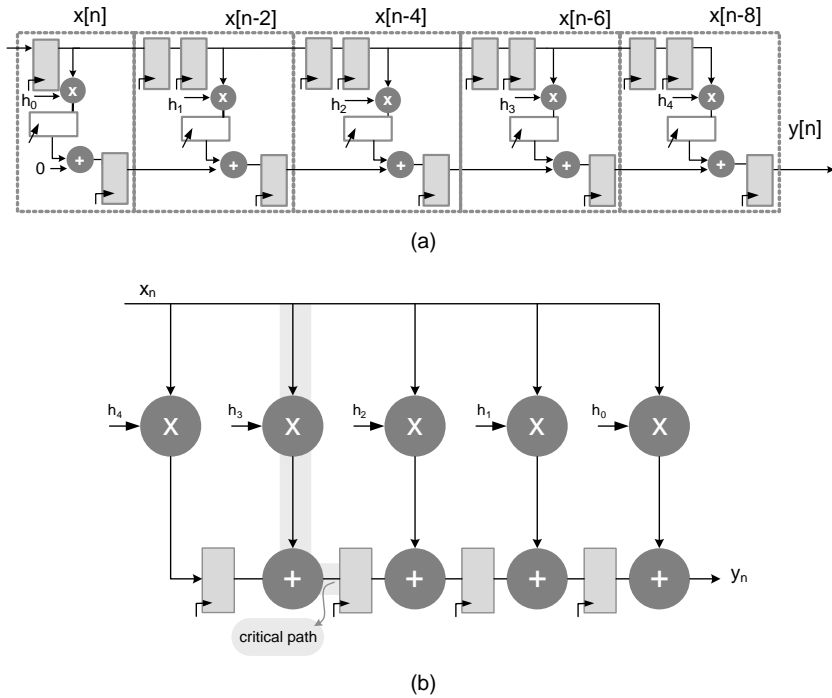 x[n] x[n-2] x[n-4] x[n-6] x[n-8]
x x x x x
h0 h1 h2 h3 h4
y[n]
+ + + + +
0
(a)
xn
h4 h3 h2 h1 h0
X X X X X
+ + + +
yn
critical path
(b)